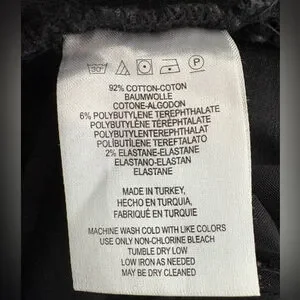 92% COTTON-COTON
BAUMWOLLE
COTONE-ALGODON
6% POLYBUTYLENE TEREPHTHALATE
POLYBUTYLÈNE TÉRÉPHTALATE
POLYBUTYLENTEREPHTHALAT
POLIBUTÍLENE TEREFTALATO
2% ELASTANE-ELASTANE
ELASTANO-ELASTAN
ELASTANE
MADE IN TURKEY,
HECHO EN TURQUIA,
FABRIQUÉ EN TURQUIE
MACHINE WASH COLD WITH LIKE COLORS
USE ONLY NON-CHLORINE BLEACH
TUMBLE DRY LOW
LOW IRON AS NEEDED
MAY BE DRY CLEANED